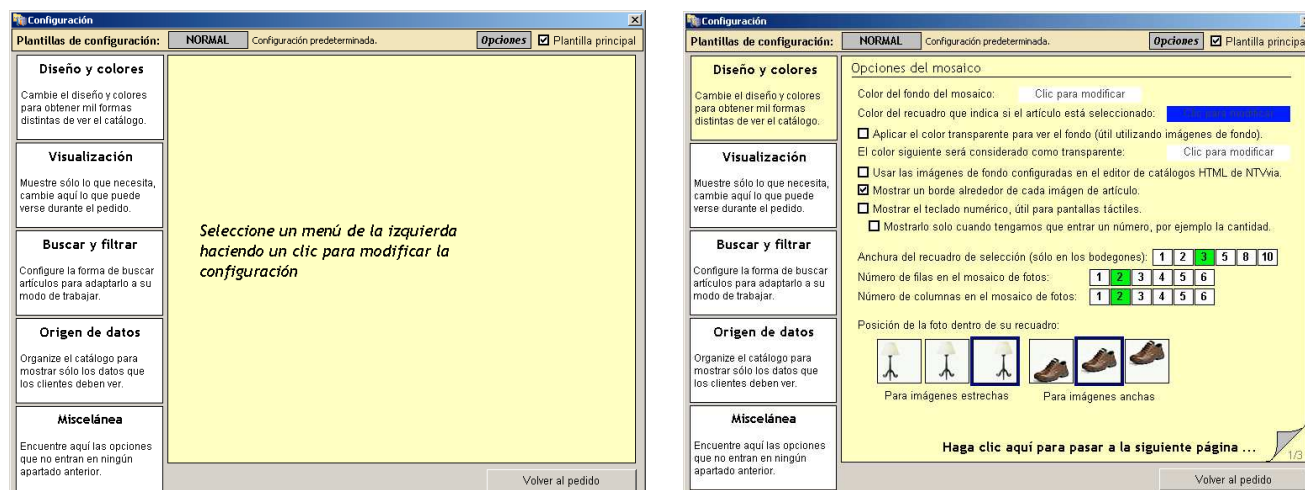 Configuración
Plantillas de configuración: NORMAL Configuración predeterminada. Opciones Plantilla principal
Diseño y colores
Cambie el diseño y colores
para obtener mil formas
distintas de ver el catálogo.
Visualización
Muestre sólo lo que necesita,
cambie aquí lo que puede
verse durante el pedido.
Buscar y filtrar
Configure la forma de buscar
artículos para adaptarlo a su
modo de trabajar.
Origen de datos
Organize el catálogo para
mostrar sólo los datos que
los clientes deben ver.
Miscelánea
Encuentre aquí las opciones
que no entran en ningún
apartado anterior.
Seleccione un menú de la izquierda
haciendo un clic para modificar la
configuración
Volver al pedido
Configuración
Plantillas de configuración: NORMAL Configuración predeterminada. Opciones Plantilla principa
Diseño y colores
Cambie el diseño y colores
para obtener mil formas
distintas de ver el catálogo.
Visualización
Muestre sólo lo que necesita,
cambie aquí lo que puede
verse durante el pedido.
Buscar y filtrar
Configure la forma de buscar
artículos para adaptarlo a su
modo de trabajar.
Origen de datos
Organize el catálogo para
mostrar sólo los datos que
los clientes deben ver.
Miscelánea
Encuentre aquí las opciones
que no entran en ningún
apartado anterior.
Opciones del mosaico
Color del fondo del mosaico: Clic para modificar
Color del recuadro que indica si el artículo está seleccionado: Clic para modificar
Aplicar el color transparente para ver el fondo (útil utilizando imágenes de fondo).
El color siguiente será considerado como transparente: Clic para modificar
Usar las imágenes de fondo configuradas en el editor de catálogos HTML de NTVvia.
Mostrar un borde alrededor de cada imágen de artículo.
Mostrar el teclado numérico, útil para pantallas táctiles.
Mostrarlo solo cuando tengamos que entrar un número, por ejemplo la cantidad.
Anchura del recuadro de selección (sólo en los bodegones): 1 2 3 5 8 10
Número de filas en el mosaico de fotos: 1 2 3 4 5 6
Número de columnas en el mosaico de fotos: 1 2 3 4 5 6
Posición de la foto dentro de su recuadro:
Para imágenes estrechas Para imágenes anchas
Haga clic aquí para pasar a la siguiente página ... 1/3
Volver al pedido